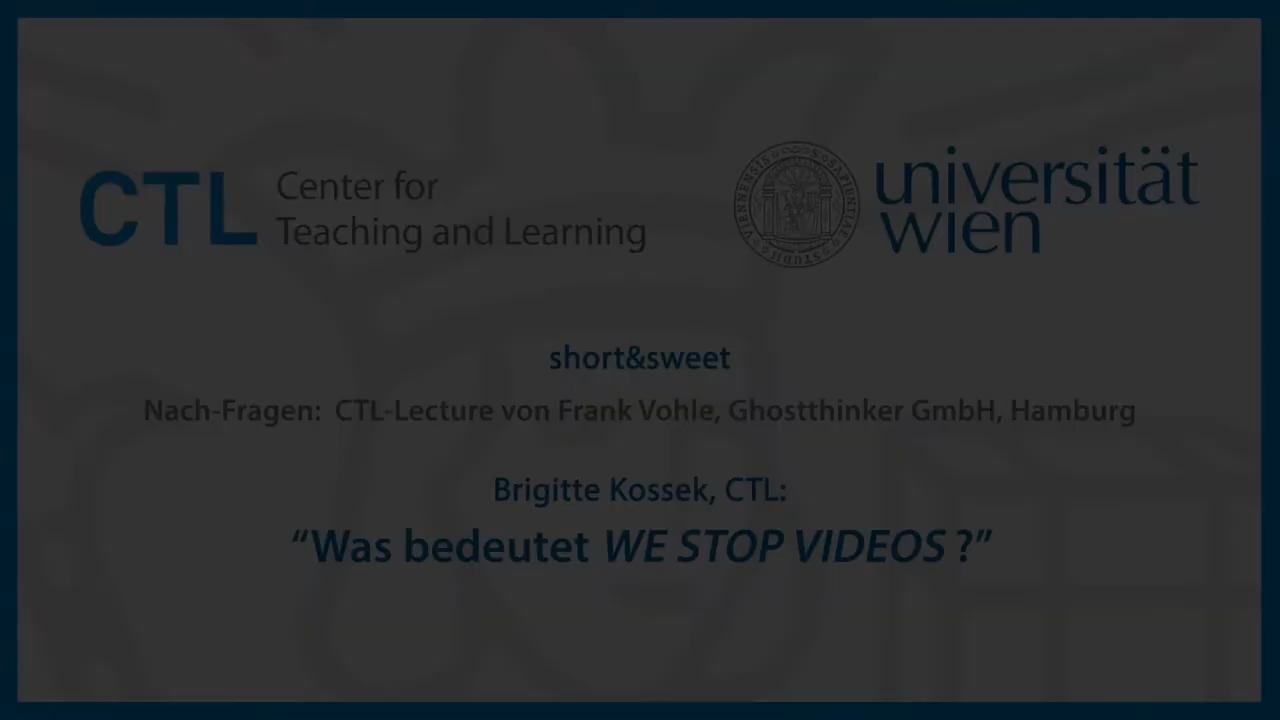 CTL Center for
Teaching and Learning
universität
wien
short&sweet
Nach-Fragen: CTL-Lecture von Frank Vohle, Ghostthinker GmbH, Hamburg
Brigitte Kossek, CTL:
“Was bedeutet WE STOP VIDEOS ?”